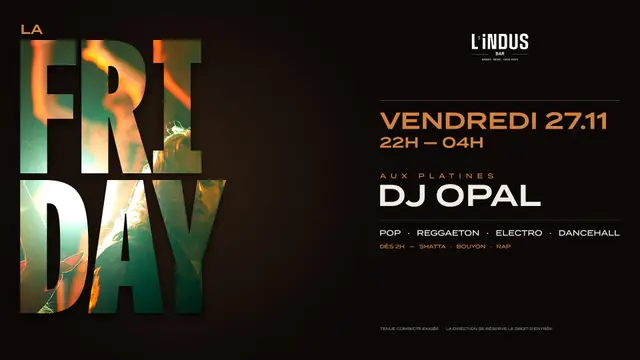 LA
FRI
DAY
L'iNDUS
BAR
VENDREDI 27.11
22H — 04H
AUX PLATINES
DJ OPAL
POP · REGGAETON · ELECTRO · DANCEHALL
DÈS 2H — SHATTA · BOUYON · RAP
TENUE CORRECTE EXIGÉE LA DIRECTION SE RÉSERVE LE DROIT D'ENTRÉE